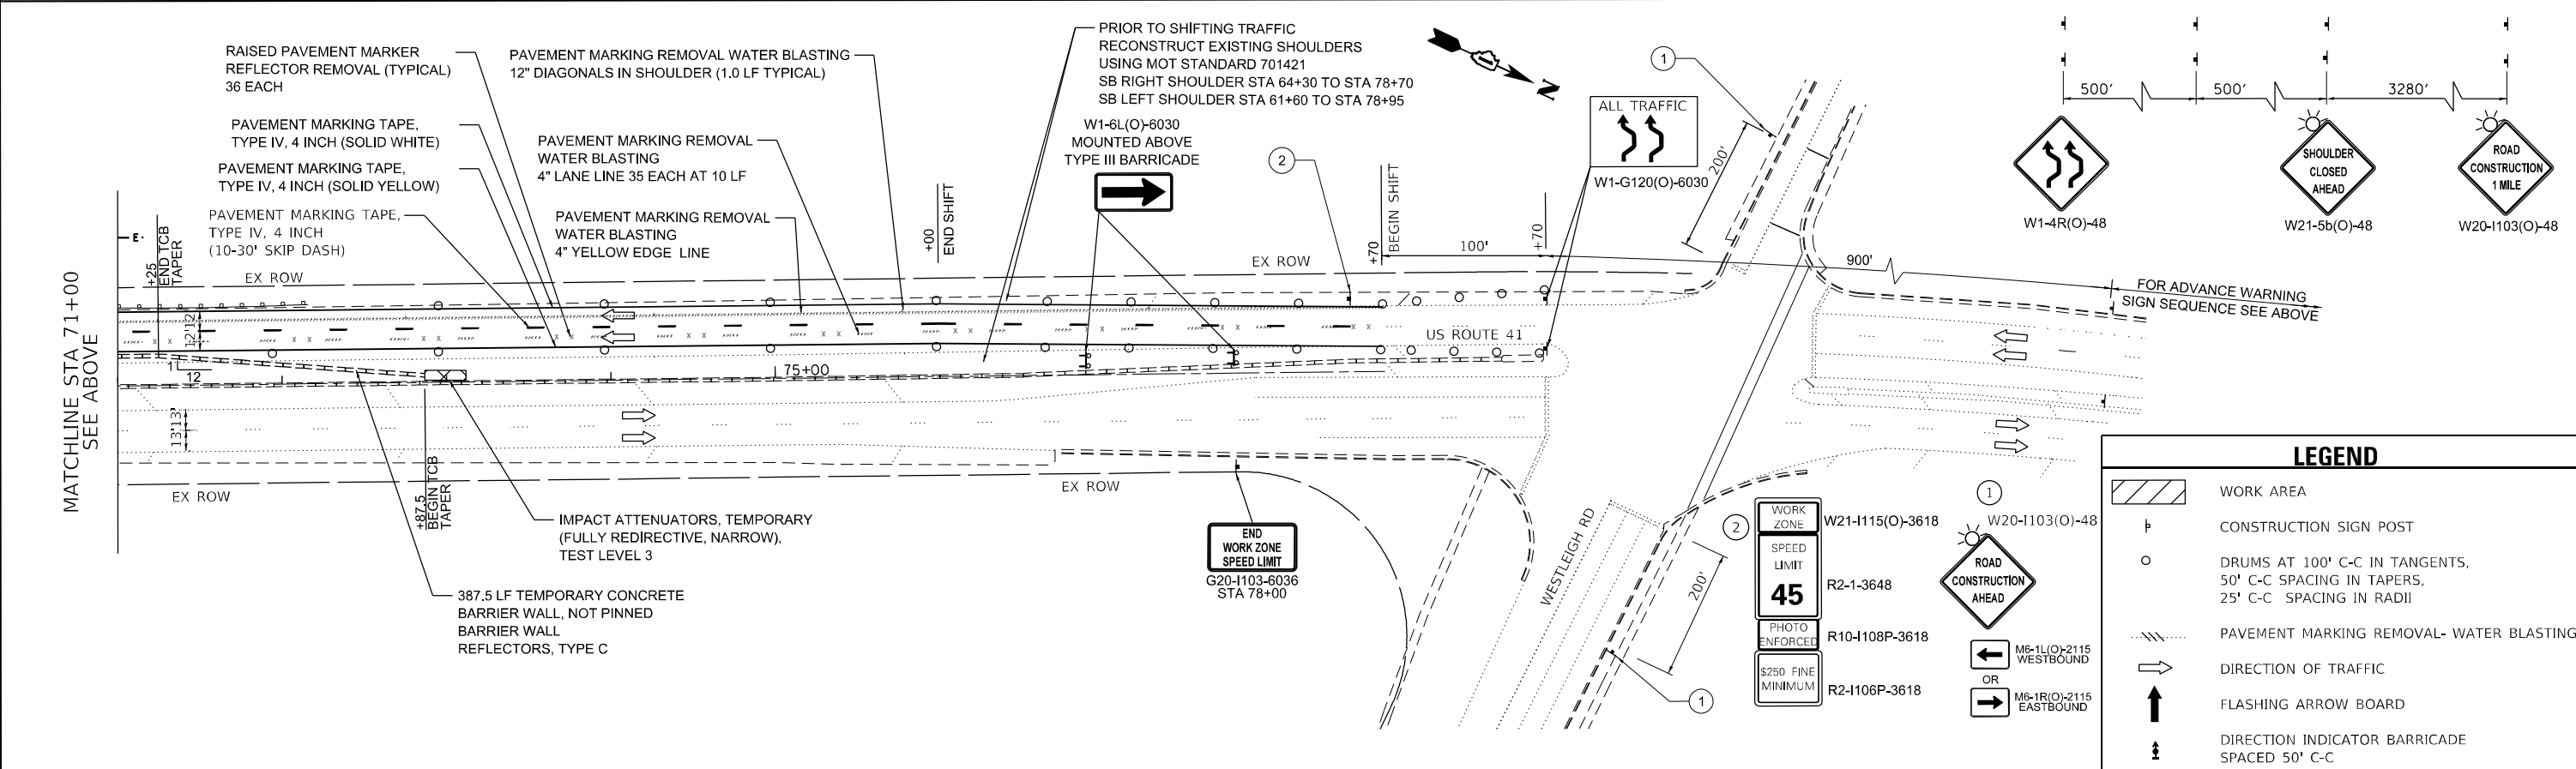 RAISED PAVEMENT MARKER
REFLECTOR REMOVAL (TYPICAL)
36 EACH
PAVEMENT MARKING TAPE,
TYPE IV, 4 INCH (SOLID WHITE)
PAVEMENT MARKING TAPE,
TYPE IV, 4 INCH (SOLID YELLOW)
PAVEMENT MARKING TAPE,
TYPE IV, 4 INCH
(10-30' SKIP DASH)
PAVEMENT MARKING REMOVAL WATER BLASTING
12" DIAGONALS IN SHOULDER (1.0 LF TYPICAL)
PAVEMENT MARKING REMOVAL
WATER BLASTING
4" LANE LINE 35 EACH AT 10 LF
PAVEMENT MARKING REMOVAL
WATER BLASTING
4" YELLOW EDGE LINE
PRIOR TO SHIFTING TRAFFIC
RECONSTRUCT EXISTING SHOULDERS
USING MOT STANDARD 701421
SB RIGHT SHOULDER STA 64+30 TO STA 78+70
SB LEFT SHOULDER STA 61+60 TO STA 78+95
W1-6L(O)-6030
MOUNTED ABOVE
TYPE III BARRICADE
N
1
2
ALL TRAFFIC
W1-G120(O)-6030
200'
500'
500'
3280'
W1-4R(O)-48
SHOULDER
CLOSED
AHEAD
W21-5b(O)-48
ROAD
CONSTRUCTION
1 MILE
W20-I103(O)-48
MATCHLINE STA 71+00
SEE ABOVE
E
+25
END TCB
TAPER
EX ROW
+00
END SHIFT
+70
BEGIN SHIFT
100'
+70
EX ROW
900'
FOR ADVANCE WARNING
SIGN SEQUENCE SEE ABOVE
12'12'
US ROUTE 41
1
12
75+00
13'13'
+87.5
BEGIN TCB
TAPER
EX ROW
EX ROW
IMPACT ATTENUATORS, TEMPORARY
(FULLY REDIRECTIVE, NARROW),
TEST LEVEL 3
387.5 LF TEMPORARY CONCRETE
BARRIER WALL, NOT PINNED
BARRIER WALL
REFLECTORS, TYPE C
END
WORK ZONE
SPEED LIMIT
G20-I103-6036
STA 78+00
WESTLEIGH RD
200'
1
2
WORK
ZONE
W21-I115(O)-3618
SPEED
LIMIT
45
R2-1-3648
PHOTO
ENFORCED
R10-I108P-3618
$250 FINE
MINIMUM
R2-I106P-3618
1
W20-I103(O)-48
ROAD
CONSTRUCTION
AHEAD
M6-1L(O)-2115
WESTBOUND
OR
M6-1R(O)-2115
EASTBOUND
LEGEND
WORK AREA
CONSTRUCTION SIGN POST
DRUMS AT 100' C-C IN TANGENTS,
50' C-C SPACING IN TAPERS,
25' C-C SPACING IN RADII
PAVEMENT MARKING REMOVAL- WATER BLASTING
DIRECTION OF TRAFFIC
FLASHING ARROW BOARD
DIRECTION INDICATOR BARRICADE
SPACED 50' C-C